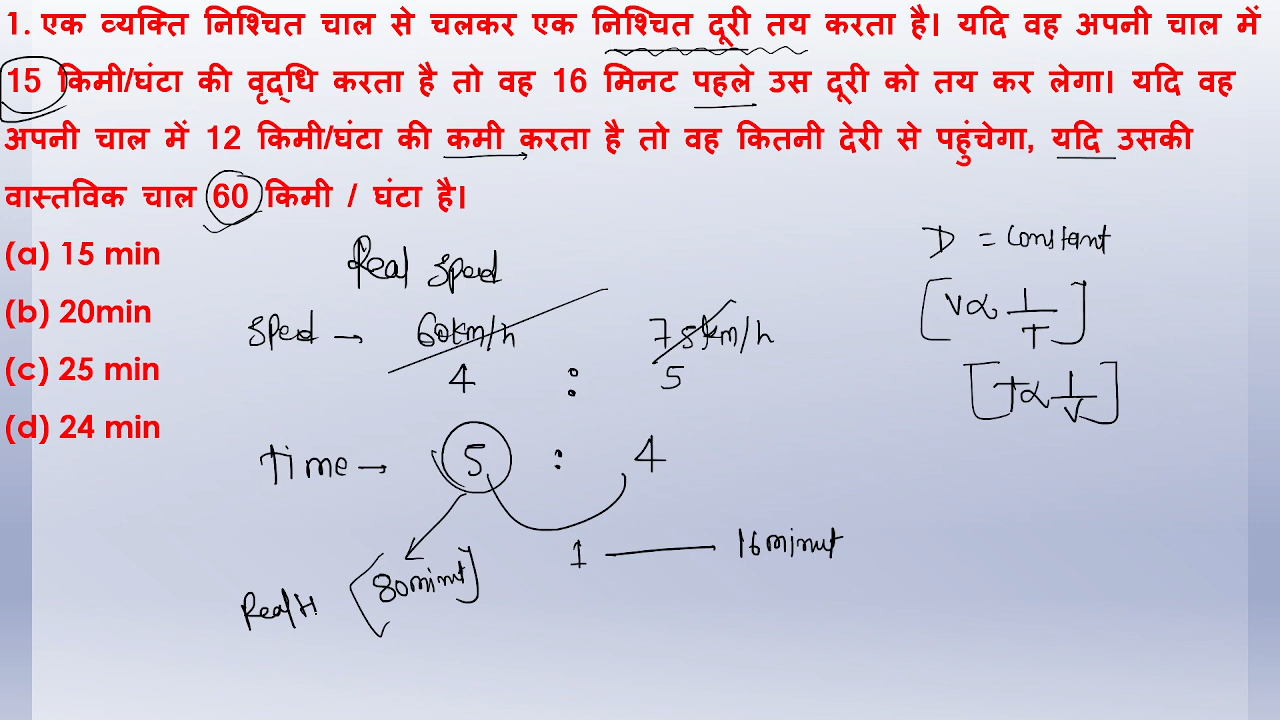 1. एक व्यक्ति निश्चित चाल से चलकर एक निश्चित दूरी तय करता है। यदि वह अपनी चाल में
15 किमी/घंटा की वृद्धि करता है तो वह 16 मिनट पहले उस दूरी को तय कर लेगा। यदि वह
अपनी चाल में 12 किमी/घंटा की कमी करता है तो वह कितनी देरी से पहुंचेगा, यदि उसकी
वास्तविक चाल 60 किमी / घंटा है।
(a) 15 min
(b) 20min
(c) 25 min
(d) 24 min
Real speed
speed → 60km/h 75km/h
4 : 5
Time → 5 : 4
1 — 16 minut
Real 80 minut
D = Constant
[V∝ 1/T]
[T∝ 1/V]